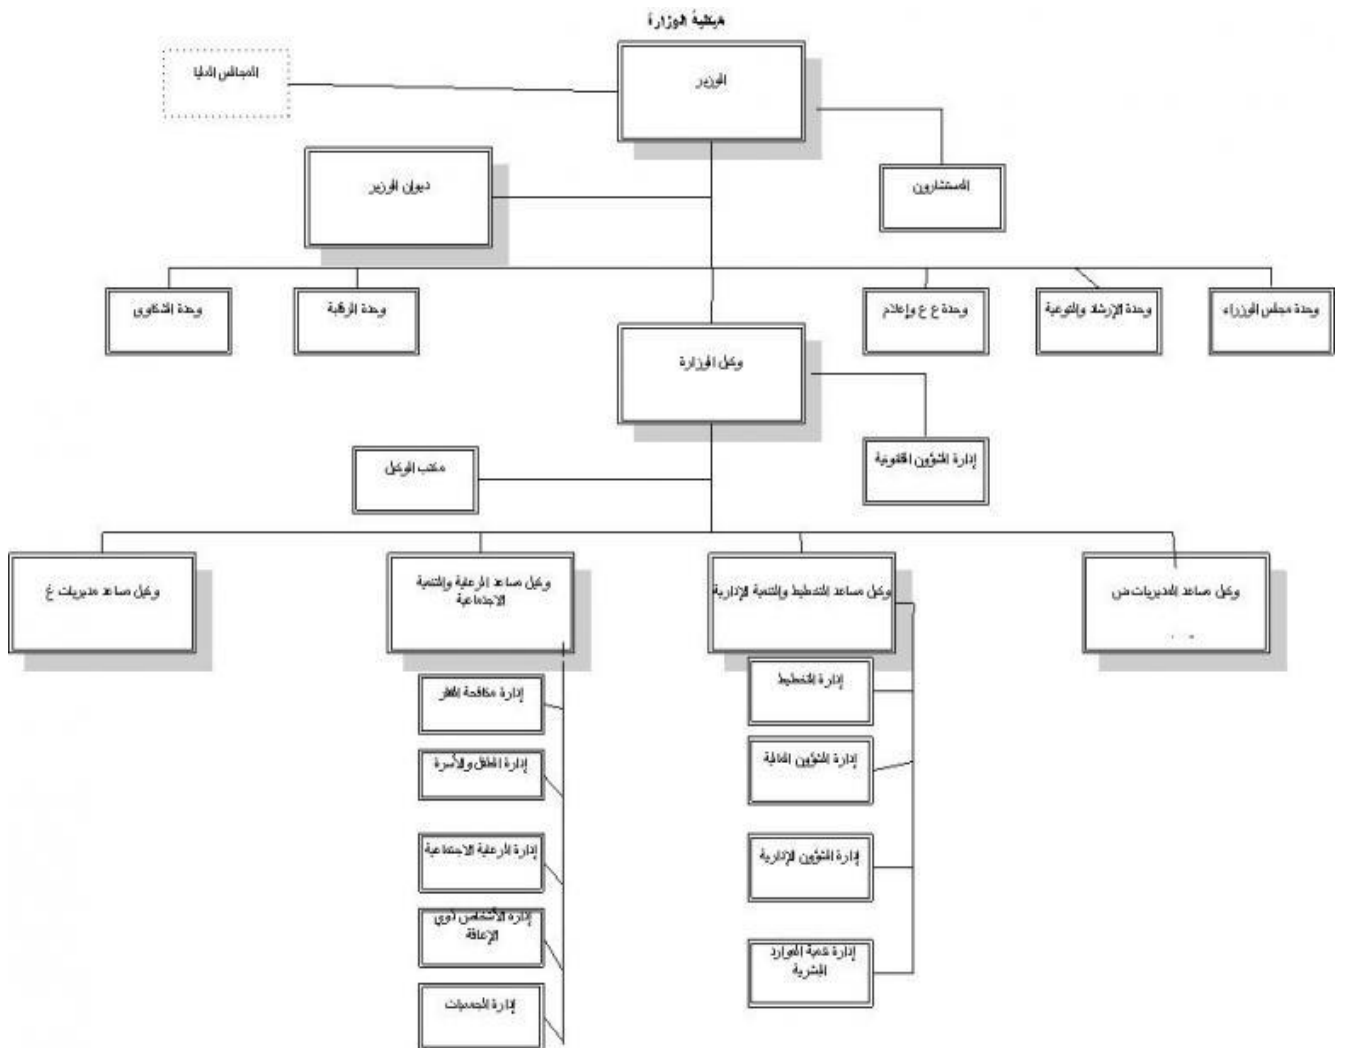 هيكلية الوزارة
الوزير
المجالس العليا
المستشارون
ديوان الوزير
وحدة مجلس الوزراء
وحدة الإرشاد والتوعية
وحدة ع ع وإعلام
وحدة الرقابة
وحدة الشكاوى
وكيل الوزارة
إدارة الشؤون القانونية
مكتب الوكيل
وكيل مساعد المديريات ض
وكيل مساعد التخطيط والتنمية الإدارية
وكيل مساعد الرعاية والتنمية
الاجتماعية
وكيل مساعد مديريات غ
إدارة التخطيط
إدارة الشؤون المالية
إدارة الشؤون الإدارية
إدارة تنمية الموارد
البشرية
إدارة مكافحة الفقر
إدارة الطفل والأسرة
إدارة الرعاية الاجتماعية
إدارة الأشخاص ذوي
الإعاقة
إدارة الجمعيات